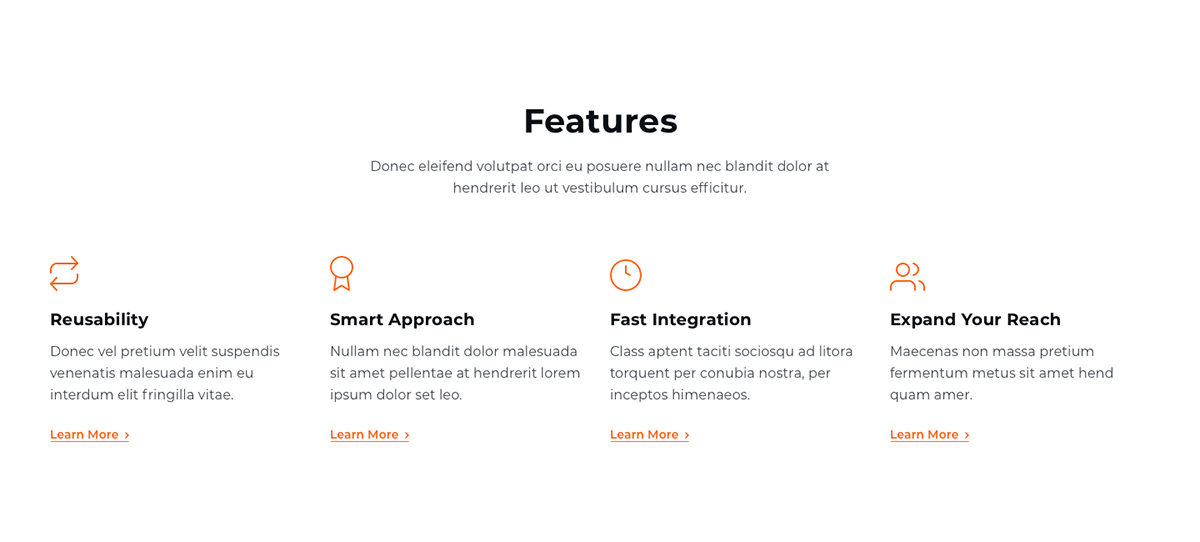 Features
Donec eleifend volutpat orci eu posuere nullam nec blandit dolor at
hendrerit leo ut vestibulum cursus efficitur.
Reusability
Donec vel pretium velit suspendis
venenatis malesuada enim eu
interdum elit fringilla vitae.
Learn More
Smart Approach
Nullam nec blandit dolor malesuada
sit amet pellentae at hendrerit lorem
ipsum dolor set leo.
Learn More
Fast Integration
Class aptent taciti sociosqu ad litora
torquent per conubia nostra, per
inceptos himenaeos.
Learn More
Expand Your Reach
Maecenas non massa pretium
fermentum metus sit amet hend
quam amer.
Learn More